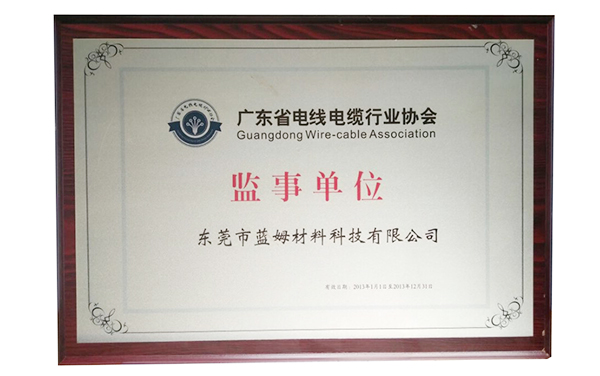 广东省电线电缆行业协会
Guangdong Wire-cable Association
监事单位
东莞市蓝姆材料科技有限公司